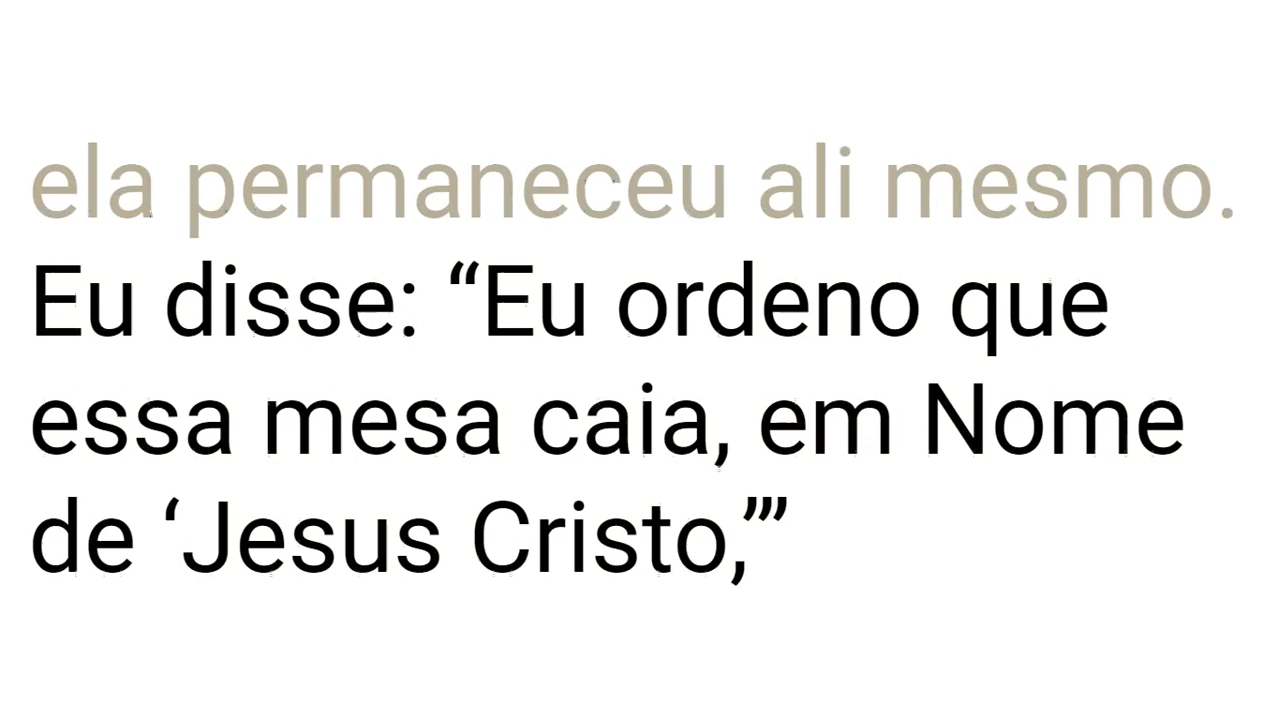 ela permaneceu ali mesmo.
Eu disse: “Eu ordeno que
essa mesa caia, em Nome
de ‘Jesus Cristo,’”